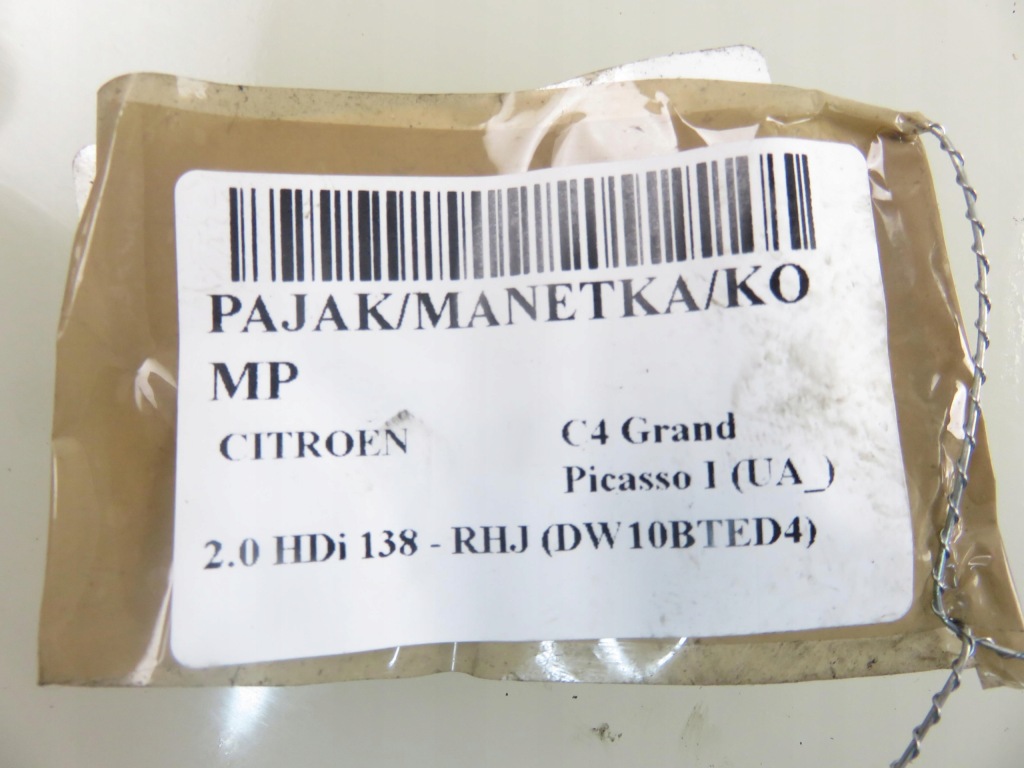 PAJAK/MANETKA/KO
MP
CITROEN C4 Grand
Picasso I (UA_)
2.0 HDi 138 - RHJ (DW10BTED4)